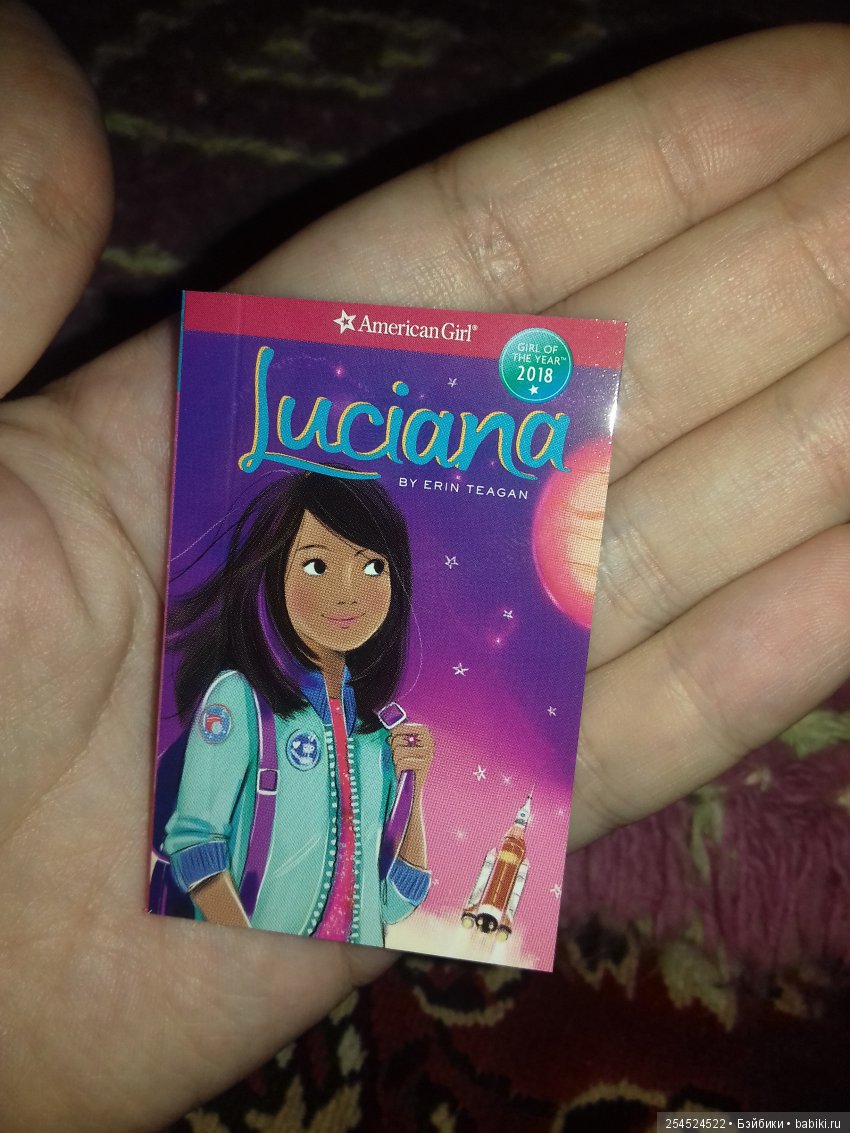 American Girl®
GIRL OF
THE YEAR™
2018
Luciana
BY ERIN TEAGAN
254524522 • Бэйбики • babiki.ru